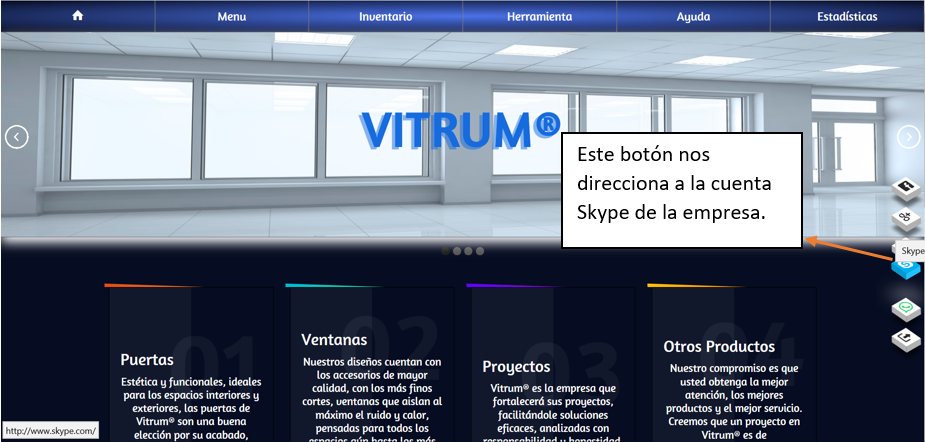 Menu
Inventario
Herramienta
Ayuda
Estadísticas
VITRUM®
Este botón nos
direcciona a la cuenta
Skype de la empresa.
Skype
01
Puertas
Estética y funcionales, ideales
para los espacios interiores y
exteriores, las puertas de
Vitrum® son una buena
elección por su acabado,
02
Ventanas
Nuestros diseños cuentan con
los accesorios de mayor
calidad, con los más finos
cortes, ventanas que aislan al
máximo el ruido y calor,
pensadas para todos los
espacios aún hasta los más
03
Proyectos
Vitrum® es la empresa que
fortalecerá sus proyectos,
facilitándole soluciones
eficaces, analizadas con
responsabilidad y honestidad
04
Otros Productos
Nuestro compromiso es que
usted obtenga la mejor
atención, los mejores
productos y el mejor servicio.
Creemos que un proyecto en
Vitrum® es de
http://www.skype.com/